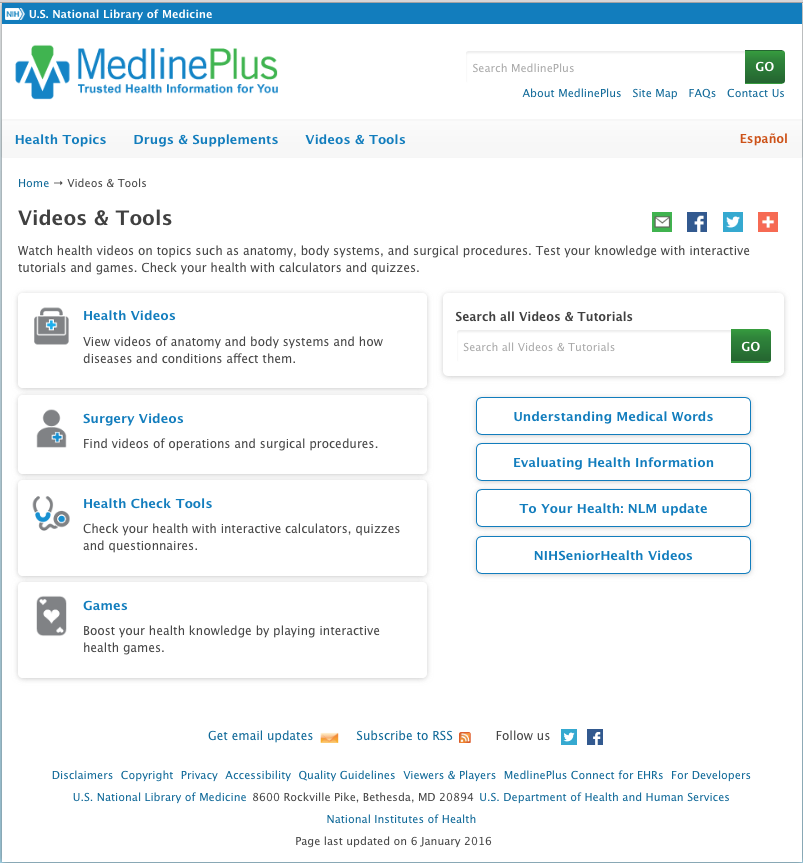 NIH U.S. National Library of Medicine
MedlinePlus
Trusted Health Information for You
Search MedlinePlus
GO
About MedlinePlus Site Map FAQs Contact Us
Health Topics Drugs & Supplements Videos & Tools Español
Home → Videos & Tools
Videos & Tools
Watch health videos on topics such as anatomy, body systems, and surgical procedures. Test your knowledge with interactive
tutorials and games. Check your health with calculators and quizzes.
Health Videos
View videos of anatomy and body systems and how
diseases and conditions affect them.
Surgery Videos
Find videos of operations and surgical procedures.
Health Check Tools
Check your health with interactive calculators, quizzes
and questionnaires.
Games
Boost your health knowledge by playing interactive
health games.
Search all Videos & Tutorials
Search all Videos & Tutorials GO
Understanding Medical Words
Evaluating Health Information
To Your Health: NLM update
NIHSeniorHealth Videos
Get email updates Subscribe to RSS Follow us
Disclaimers Copyright Privacy Accessibility Quality Guidelines Viewers & Players MedlinePlus Connect for EHRs For Developers
U.S. National Library of Medicine 8600 Rockville Pike, Bethesda, MD 20894 U.S. Department of Health and Human Services
National Institutes of Health
Page last updated on 6 January 2016